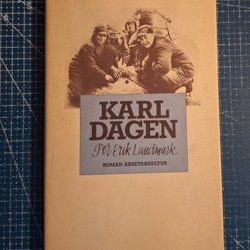 KARL
DAGEN
Per Erik Lundmark
ROMAN ARBETARKULTUR